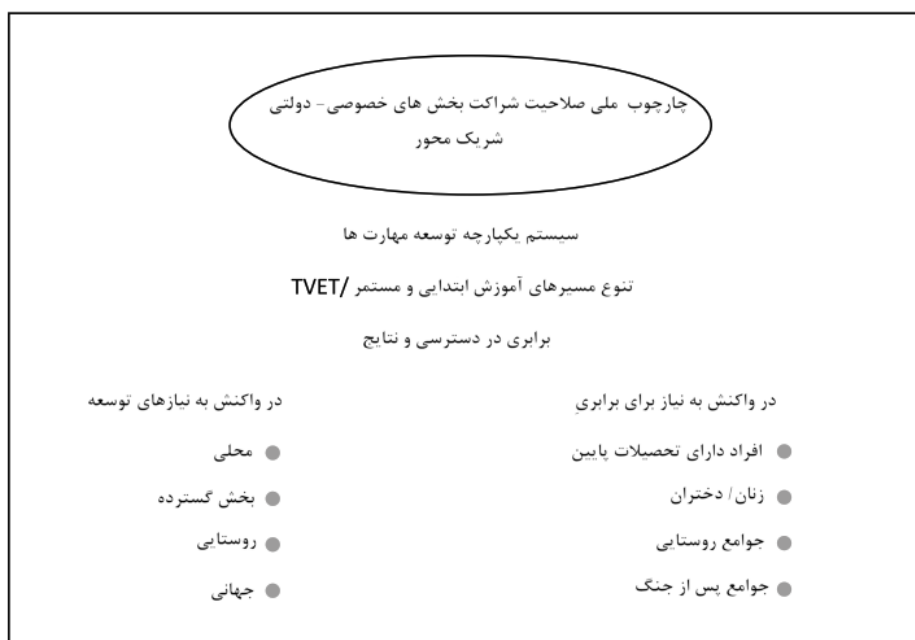 چارچوب ملی صلاحیت شراکت بخش های خصوصی- دولتی
شریک محور
سیستم یکپارچه توسعه مهارت ها
تنوع مسیرهای آموزش ابتدایی و مستمر /TVET
برابری در دسترسی و نتایج
در واکنش به نیاز برای برابریِ
● افراد دارای تحصیلات پایین
● زنان/ دختران
● جوامع روستایی
● جوامع پس از جنگ
در واکنش به نیازهای توسعه
● محلی
● بخش گسترده
● روستایی
● جهانی